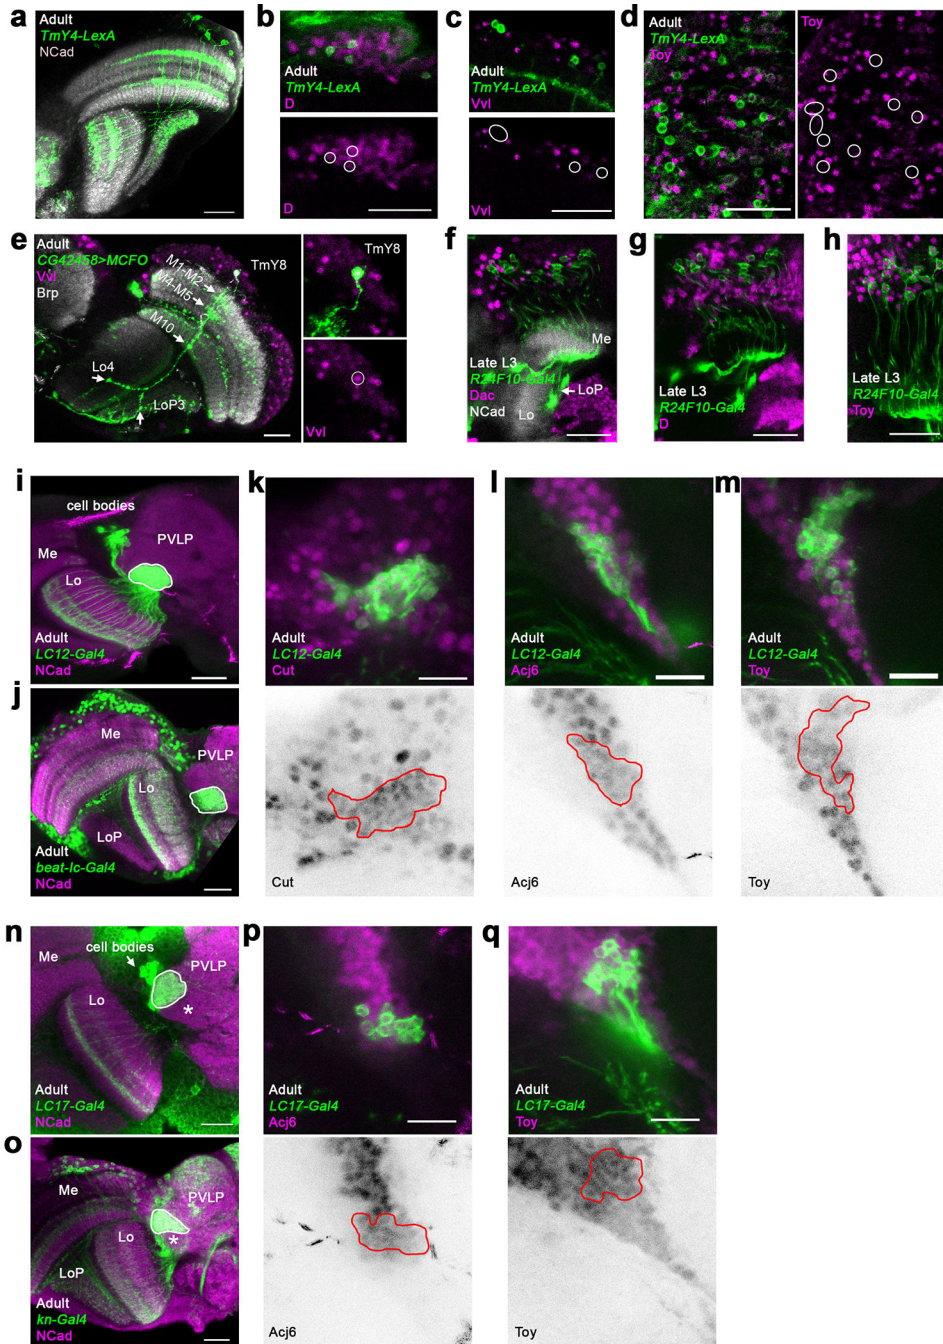 a
Adult
TmY4-LexA
NCad
b
Adult
TmY4-LexA
D
D
c
Adult
TmY4-LexA
Vvl
Vvl
d
Adult
TmY4-LexA
Toy
Toy
e
Adult
CG42458>MCFO
Vvl
Brp
M1-M2
M4-M5
M10
TmY8
Lo4
LoP3
TmY8
Vvl
f
Me
Late L3
R24F10-Gal4
Dac
NCad
LoP
Lo
g
Late L3
R24F10-Gal4
D
h
Late L3
R24F10-Gal4
Toy
i
cell bodies
PVLP
Me
Lo
Adult
LC12-Gal4
NCad
j
Me
PVLP
Lo
LoP
Adult
beat-Ic-Gal4
NCad
k
Adult
LC12-Gal4
Cut
Cut
l
Adult
LC12-Gal4
Acj6
Acj6
m
Adult
LC12-Gal4
Toy
Toy
n
cell bodies
Me
PVLP
Lo
*
Adult
LC17-Gal4
NCad
o
Me
PVLP
Lo
*
LoP
Adult
kn-Gal4
NCad
p
Adult
LC17-Gal4
Acj6
Acj6
q
Adult
LC17-Gal4
Toy
Toy